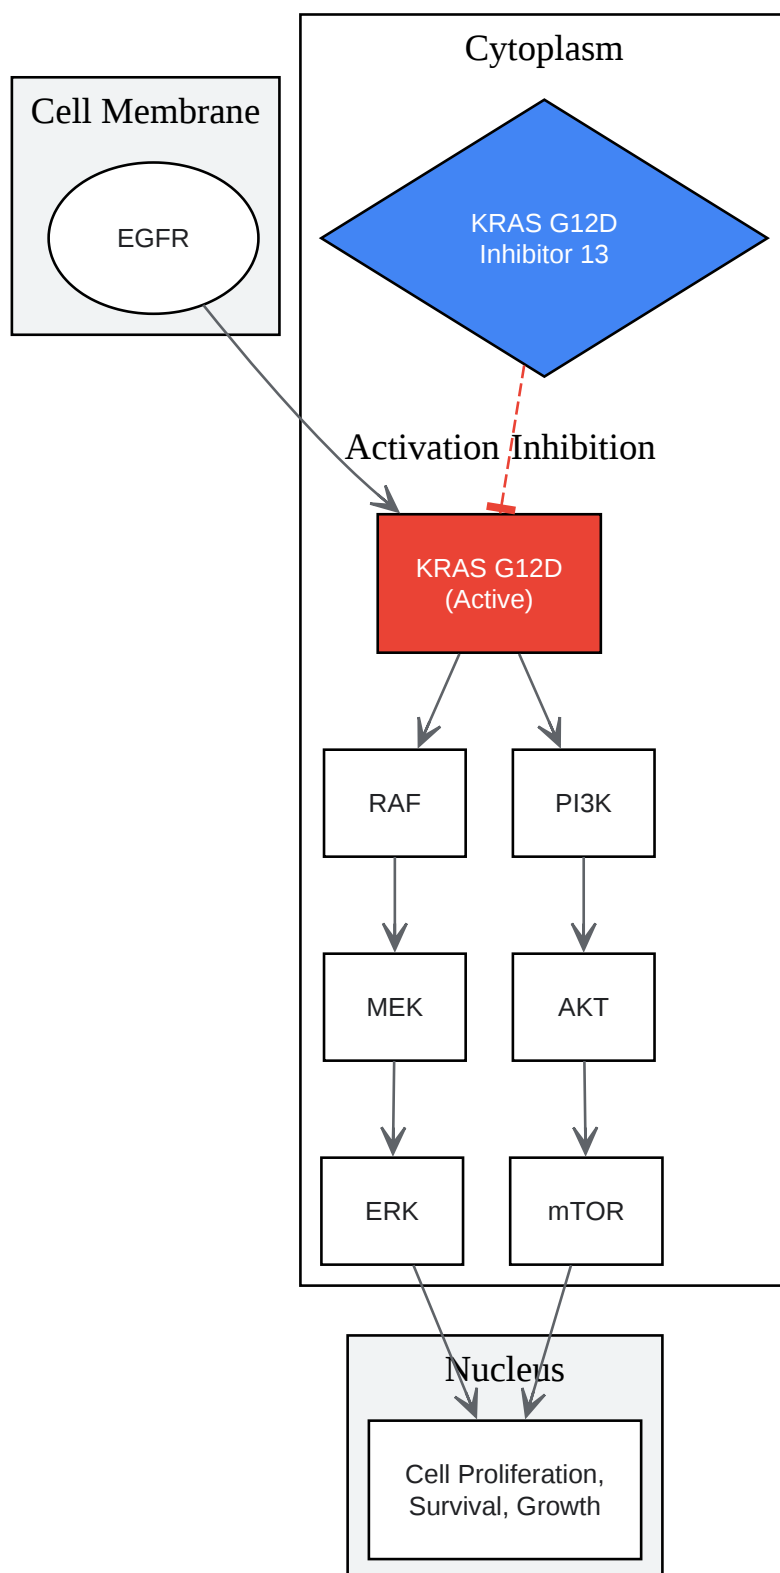 Cytoplasm
Cell Membrane
EGFR
KRAS G12D
Inhibitor 13
Activation
Inhibition
KRAS G12D
(Active)
RAF
PI3K
MEK
AKT
ERK
mTOR
Nucleus
Cell Proliferation,
Survival, Growth